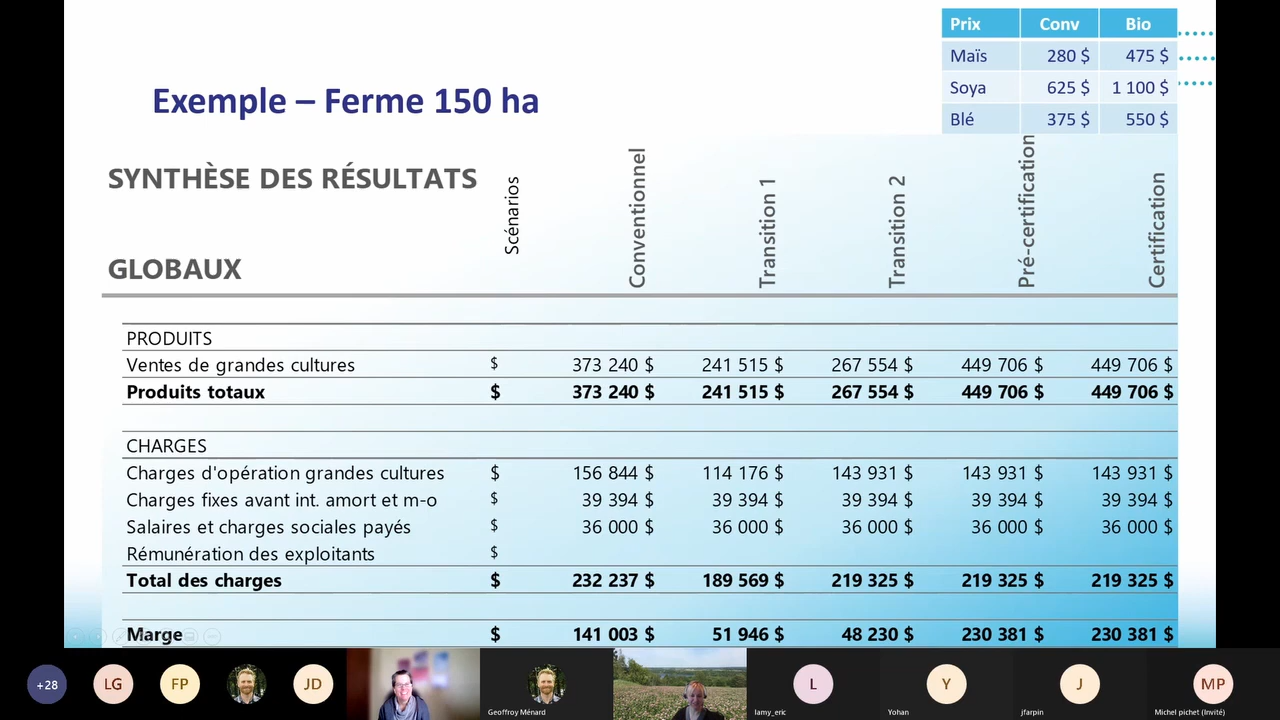 Prix Conv Bio
Maïs 280 $ 475 $
Soya 625 $ 1 100 $
Blé 375 $ 550 $
Exemple – Ferme 150 ha
SYNTHÈSE DES RÉSULTATS
GLOBAUX
Scénarios
Conventionnel
Transition 1
Transition 2
Pré-certification
Certification
PRODUITS
Ventes de grandes cultures $ 373 240 $ 241 515 $ 267 554 $ 449 706 $ 449 706 $
Produits totaux $ 373 240 $ 241 515 $ 267 554 $ 449 706 $ 449 706 $
CHARGES
Charges d'opération grandes cultures $ 156 844 $ 114 176 $ 143 931 $ 143 931 $ 143 931 $
Charges fixes avant int. amort et m-o $ 39 394 $ 39 394 $ 39 394 $ 39 394 $ 39 394 $
Salaires et charges sociales payés $ 36 000 $ 36 000 $ 36 000 $ 36 000 $ 36 000 $
Rémunération des exploitants $
Total des charges $ 232 237 $ 189 569 $ 219 325 $ 219 325 $ 219 325 $
Marge $ 141 003 $ 51 946 $ 48 230 $ 230 381 $ 230 381 $
+28 LG FP JD L Y J MP
Geoffroy Ménard lamy_eric Yohan jfarpin Michel pichet (Invité)